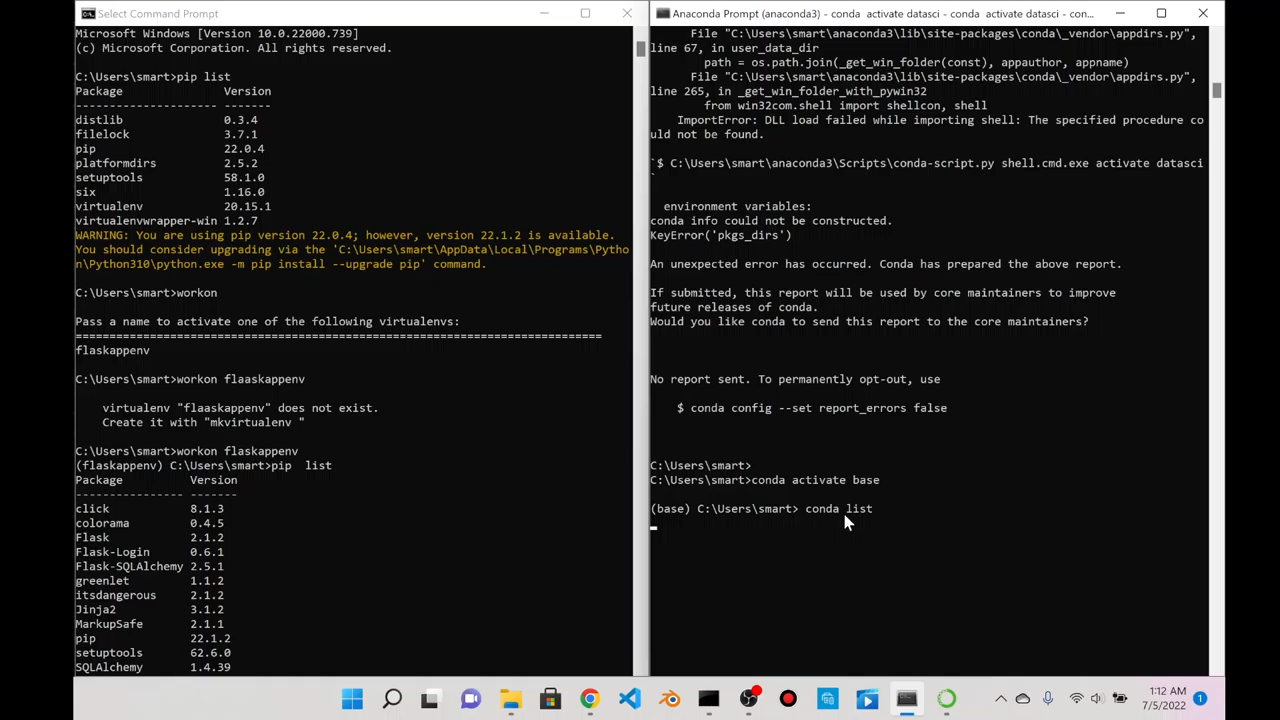 Select Command Prompt
Microsoft Windows [Version 10.0.22000.739]
(c) Microsoft Corporation. All rights reserved.
C:\Users\smart>pip list
Package Version
---------------------- -------
distlib 0.3.4
filelock 3.7.1
pip 22.0.4
platformdirs 2.5.2
setuptools 58.1.0
six 1.16.0
virtualenv 20.15.1
virtualenvwrapper-win 1.2.7
WARNING: You are using pip version 22.0.4; however, version 22.1.2 is available.
You should consider upgrading via the 'C:\Users\smart\AppData\Local\Programs\Pytho
n\Python310\python.exe -m pip install --upgrade pip' command.
C:\Users\smart>workon
Pass a name to activate one of the following virtualenvs:
==============================================================================
flaskappenv
C:\Users\smart>workon flaaskappenv
virtualenv "flaaskappenv" does not exist.
Create it with "mkvirtualenv "
C:\Users\smart>workon flaskappenv
(flaskappenv) C:\Users\smart>pip  list
Package Version
---------------- -------
click 8.1.3
colorama 0.4.5
Flask 2.1.2
Flask-Login 0.6.1
Flask-SQLAlchemy 2.5.1
greenlet 1.1.2
itsdangerous 2.1.2
Jinja2 3.1.2
MarkupSafe 2.1.1
pip 22.1.2
setuptools 62.6.0
SQLAlchemy 1.4.39
Anaconda Prompt (anaconda3) - conda  activate datasci - conda  activate datasci - con...
File "C:\Users\smart\anaconda3\lib\site-packages\conda\_vendor\appdirs.py",
line 67, in user_data_dir
path = os.path.join(_get_win_folder(const), appauthor, appname)
File "C:\Users\smart\anaconda3\lib\site-packages\conda\_vendor\appdirs.py",
line 265, in _get_win_folder_with_pywin32
from win32com.shell import shellcon, shell
ImportError: DLL load failed while importing shell: The specified procedure co
uld not be found.
`$ C:\Users\smart\anaconda3\Scripts\conda-script.py shell.cmd.exe activate datasci
`
environment variables:
conda info could not be constructed.
KeyError('pkgs_dirs')
An unexpected error has occurred. Conda has prepared the above report.
If submitted, this report will be used by core maintainers to improve
future releases of conda.
Would you like conda to send this report to the core maintainers?
No report sent. To permanently opt-out, use
$ conda config --set report_errors false
C:\Users\smart>
C:\Users\smart>conda activate base
(base) C:\Users\smart> conda list
1:12 AM
7/5/2022
1